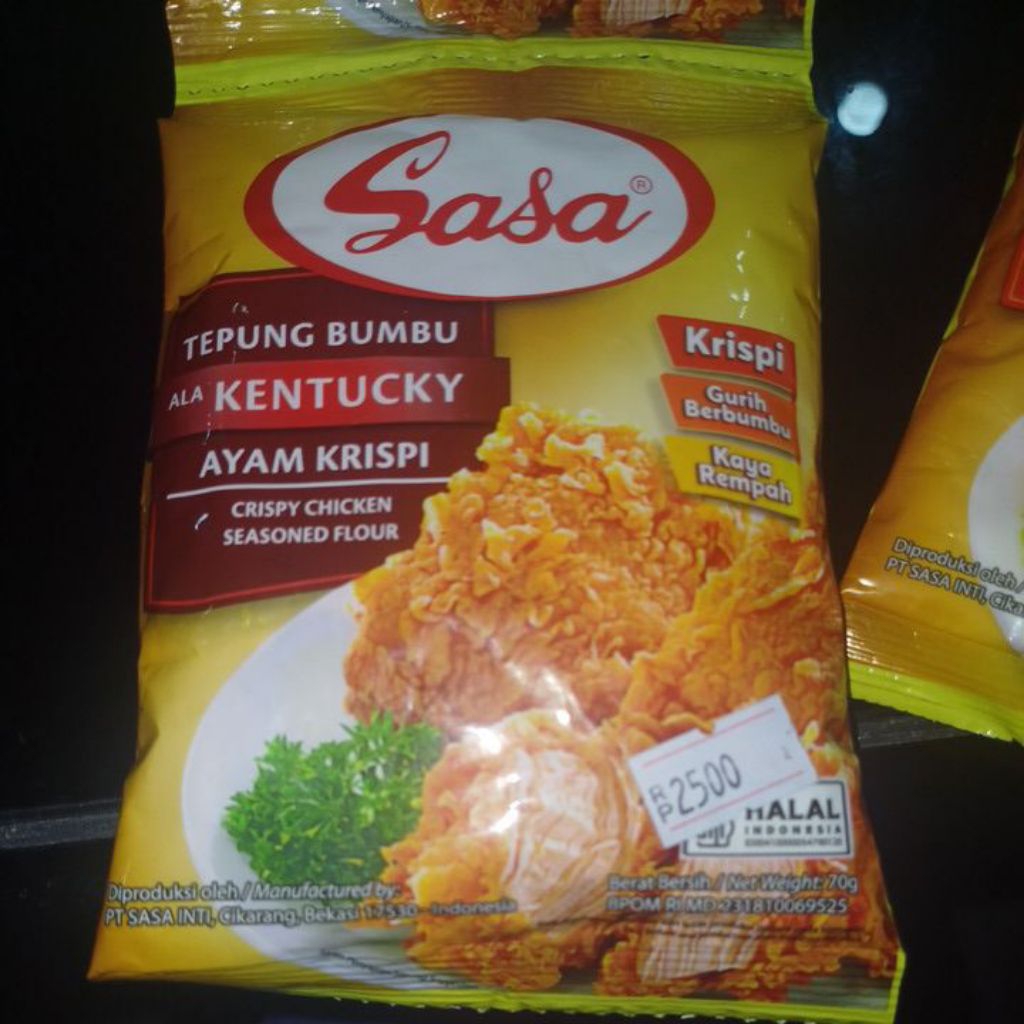 Sasa®
TEPUNG BUMBU
ALA KENTUCKY
AYAM KRISPI
CRISPY CHICKEN
SEASONED FLOUR
Krispi
Gurih
Berbumbu
Kaya
Rempah
RP 2500
HALAL
INDONESIA
Diproduksi oleh / Manufactured by:
PT SASA INTI, Cikarang, Bekasi 17530 - Indonesia
Berat Bersih / Net Weight: 70g
BPOM RI MD 231810069525
Diproduksi oleh /
PT SASA INTI,